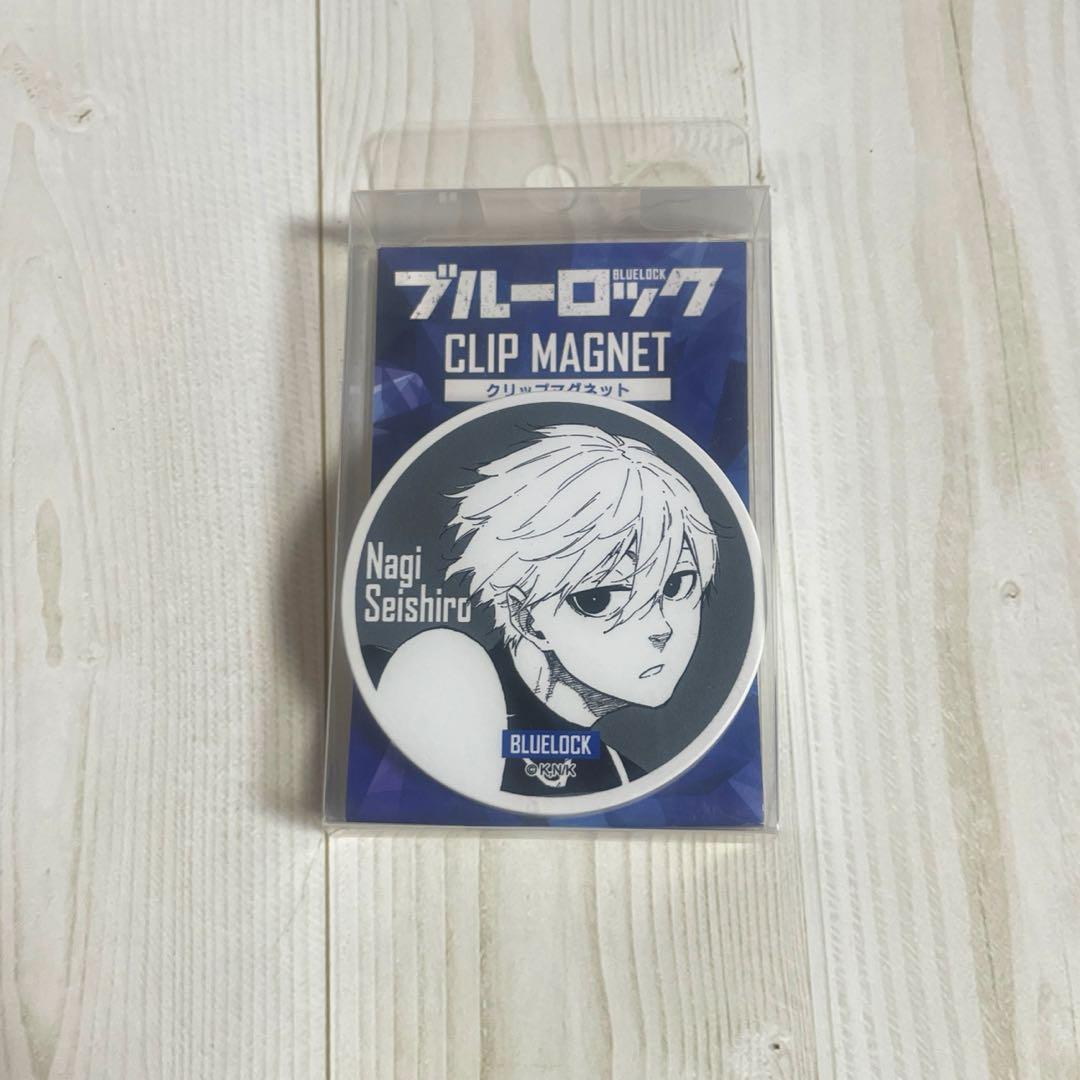 ブルーロック
BLUELOCK
CLIP MAGNET
クリップマグネット
Nagi
Seishiro
BLUELOCK
©K,N/K